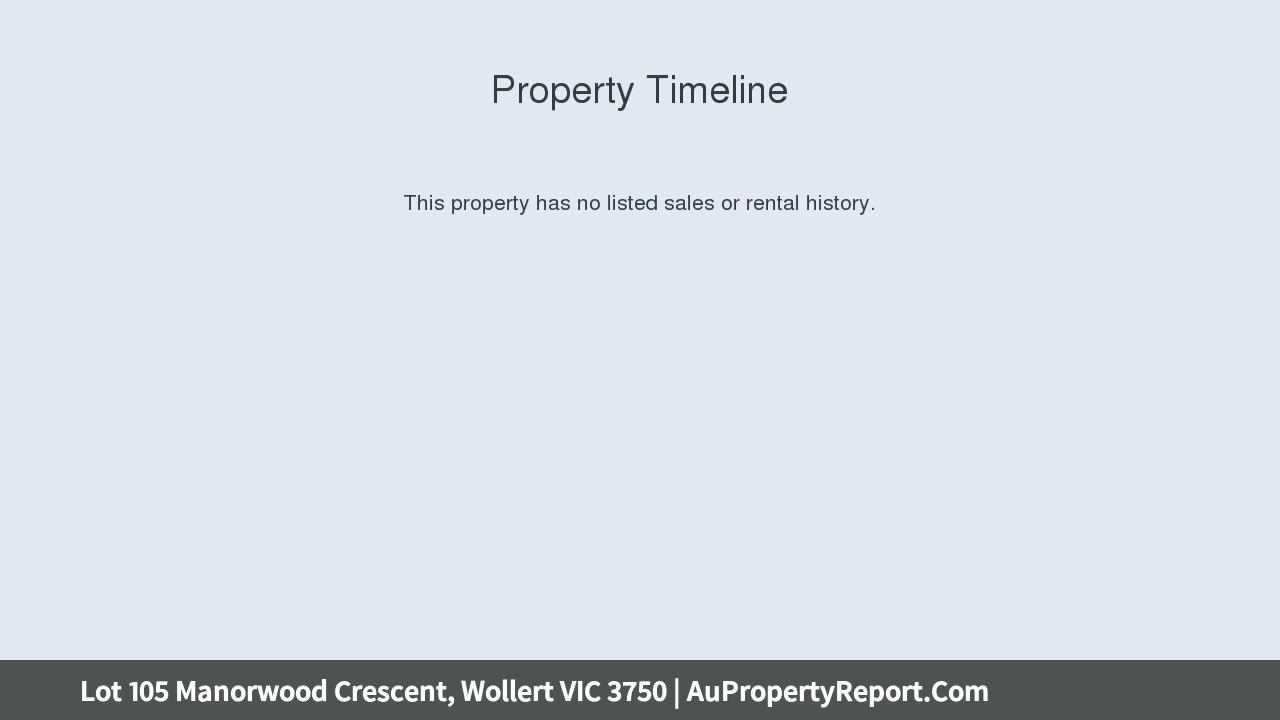 Property Timeline
This property has no listed sales or rental history.
Lot 105 Manorwood Crescent, Wollert VIC 3750 | AuPropertyReport.Com